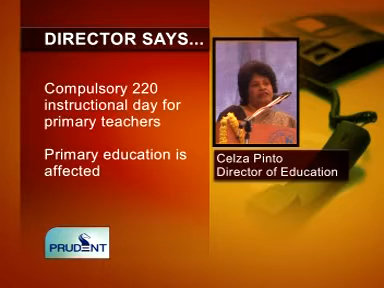 DIRECTOR SAYS...
Compulsory 220
instructional day for
primary teachers
Primary education is
affected
Celza Pinto
Director of Education
PRUDENT